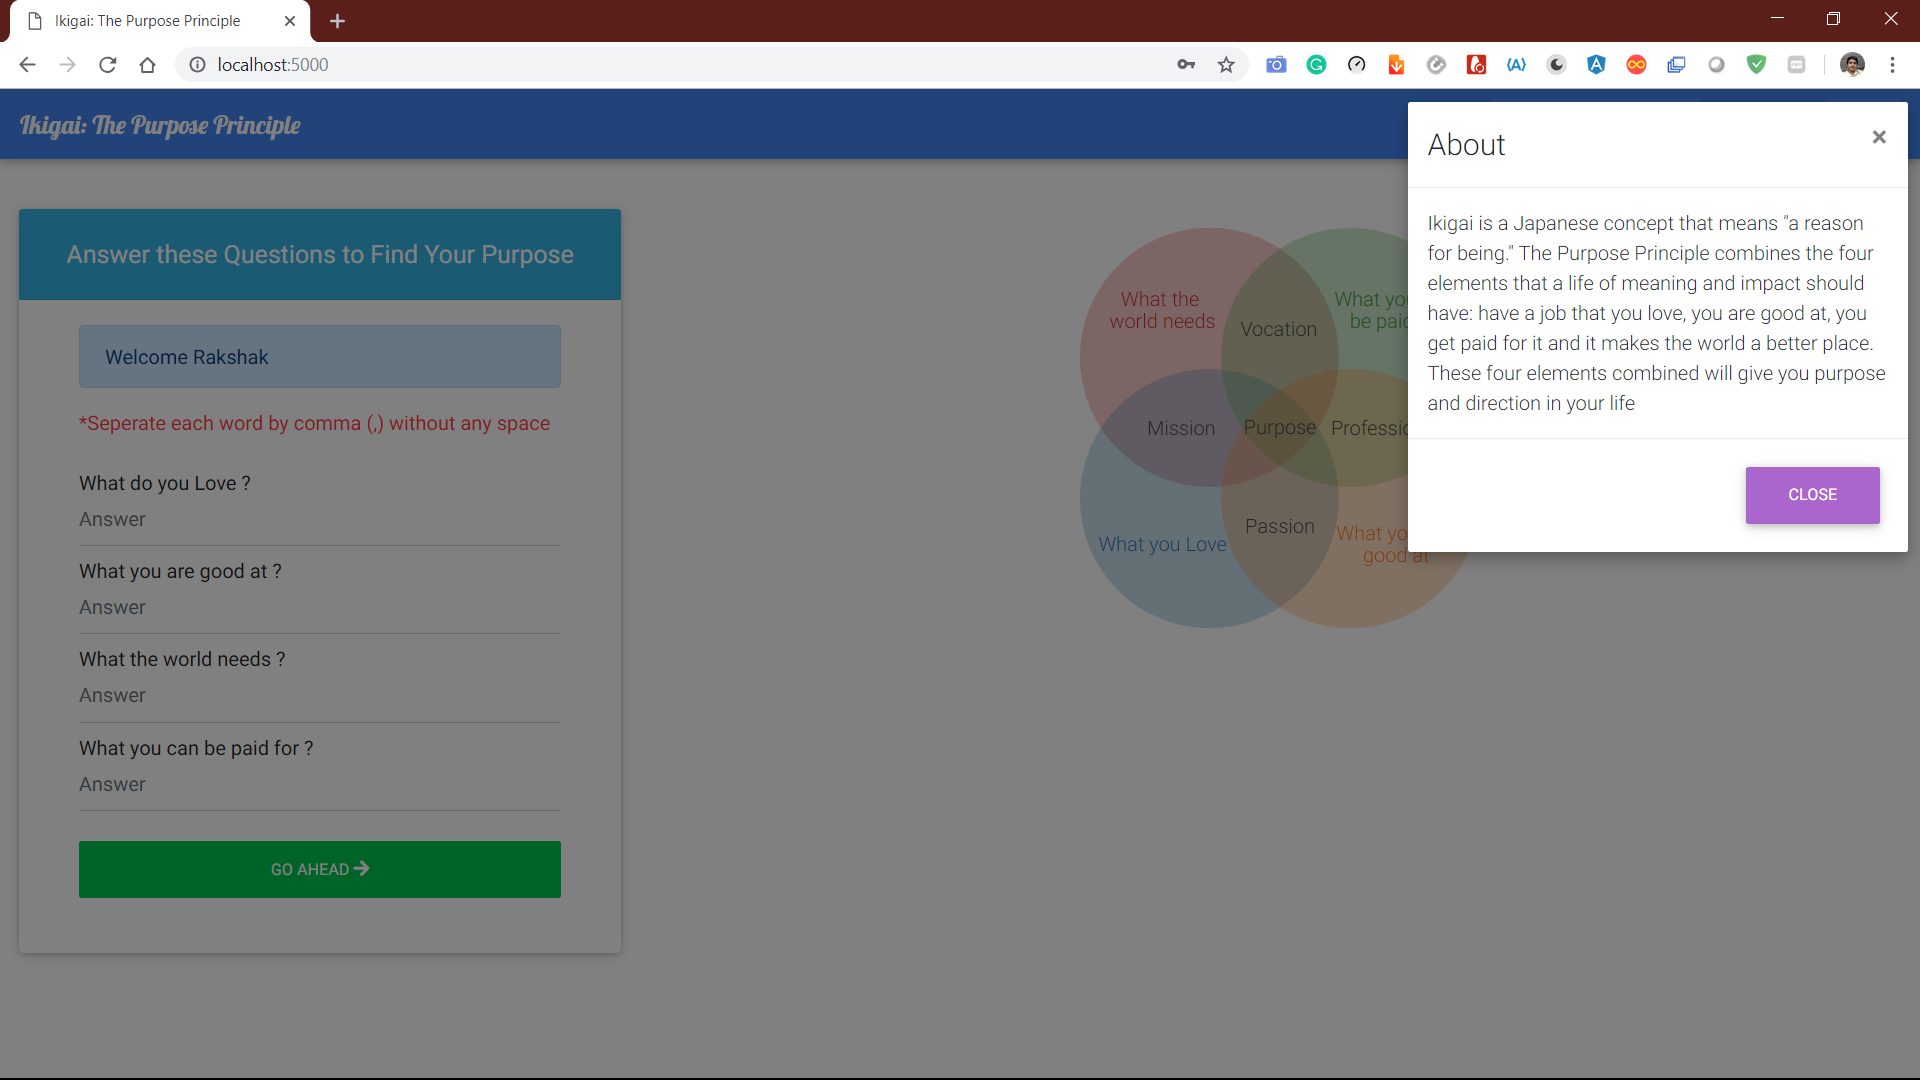 Ikigai: The Purpose Principle
localhost:5000
Ikigai: The Purpose Principle
Answer these Questions to Find Your Purpose
Welcome Rakshak
*Seperate each word by comma (,) without any space
What do you Love ?
Answer
What you are good at ?
Answer
What the world needs ?
Answer
What you can be paid for ?
Answer
GO AHEAD
What the
world needs
Vocation
What
be
Mission
Purpose
What you Love
Passion
What
good at
About
×
Ikigai is a Japanese concept that means "a reason
for being." The Purpose Principle combines the four
elements that a life of meaning and impact should
have: have a job that you love, you are good at, you
get paid for it and it makes the world a better place.
These four elements combined will give you purpose
and direction in your life
CLOSE